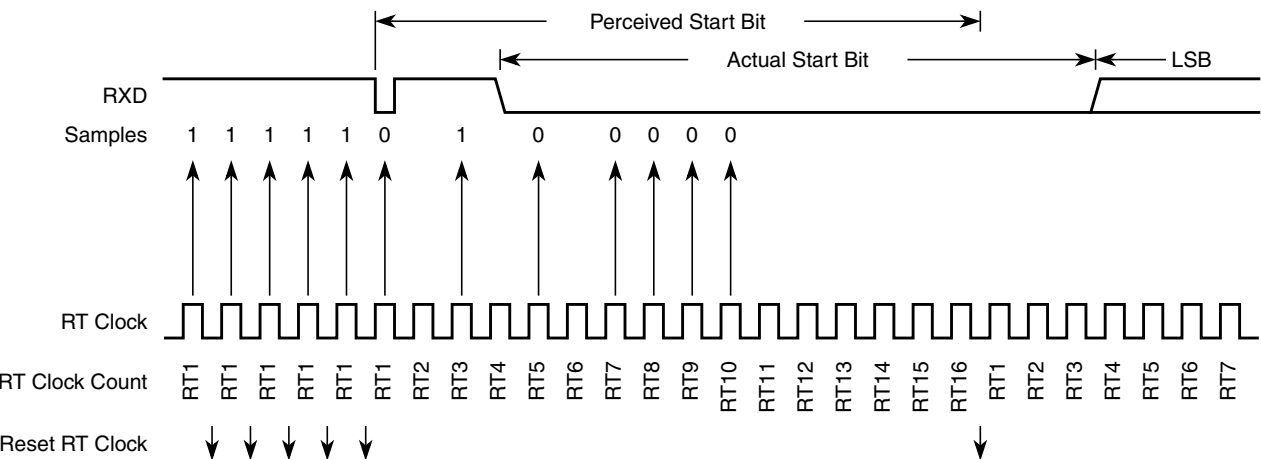 Perceived Start Bit
Actual Start Bit
LSB
RXD
Samples 1 1 1 1 1 0 1 0 0 0 0 0
RT Clock
RT Clock Count RT1 RT1 RT1 RT1 RT1 RT1 RT2 RT3 RT4 RT5 RT6 RT7 RT8 RT9 RT10 RT11 RT12 RT13 RT14 RT15 RT16 RT1 RT2 RT3 RT4 RT5 RT6 RT7
Reset RT Clock